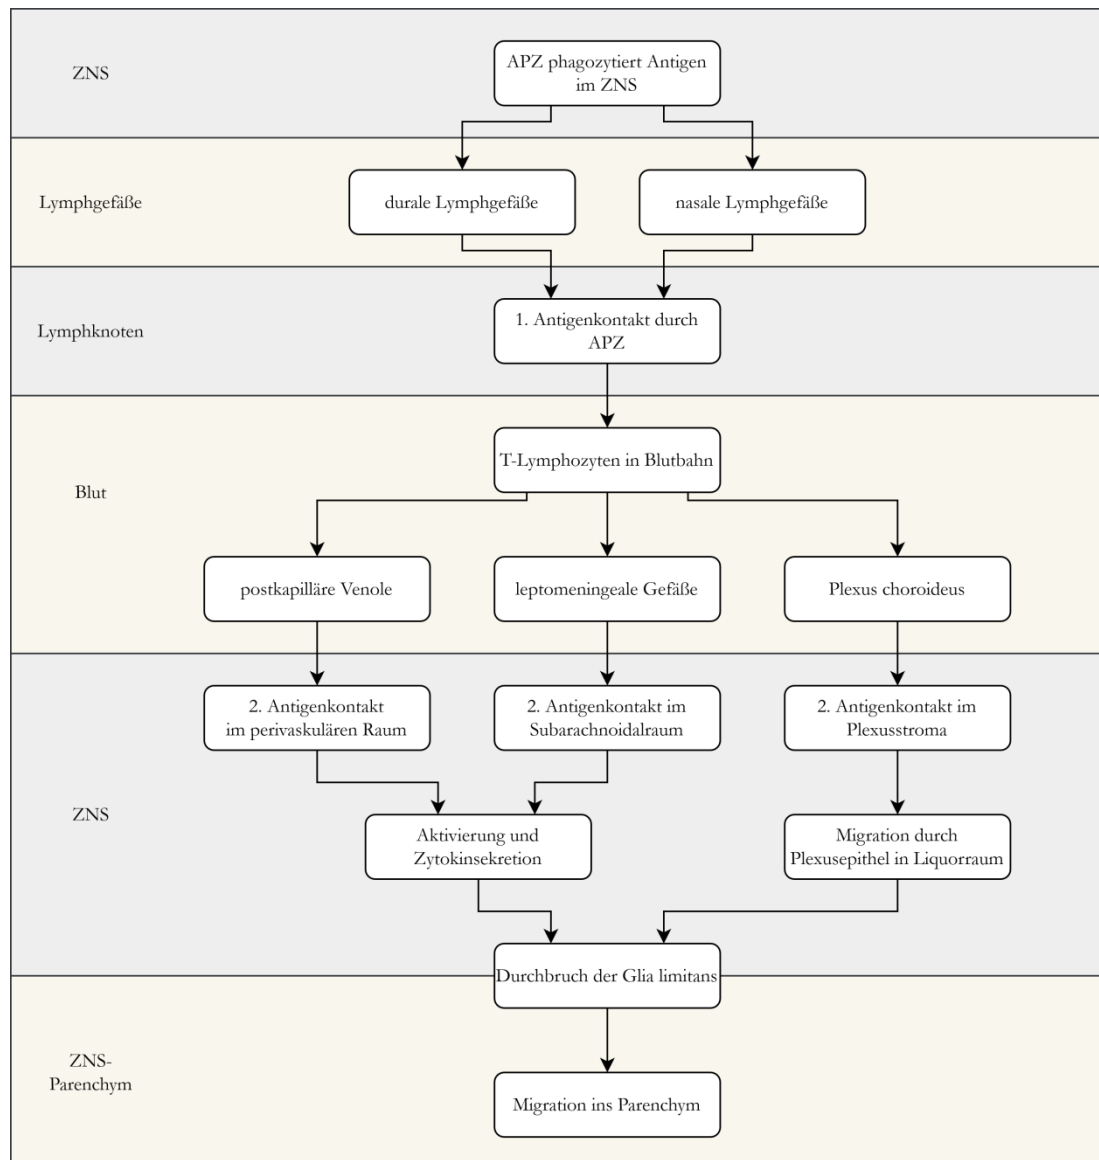 ZNS
APZ phagozytiert Antigen
im ZNS
Lymphgefäße
durale Lymphgefäße
nasale Lymphgefäße
Lymphknoten
1. Antigenkontakt durch
APZ
Blut
T-Lymphozyten in Blutbahn
postkapilläre Venole
leptomeningeale Gefäße
Plexus choroideus
ZNS
2. Antigenkontakt
im perivaskulären Raum
2. Antigenkontakt im
Subarachnoidalraum
2. Antigenkontakt im
Plexusstroma
Aktivierung und
Zytokinsekretion
Migration durch
Plexusepithel in Liquorraum
Durchbruch der Glia limitans
ZNS-
Parenchym
Migration ins Parenchym